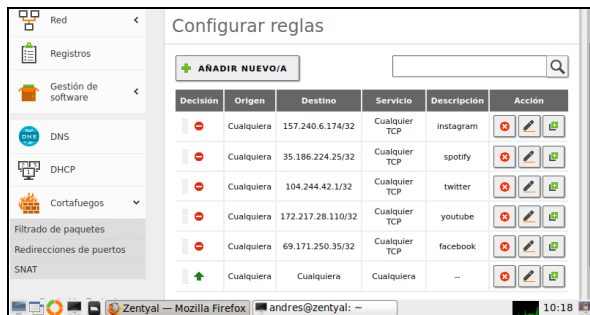 Red
Registros
Gestión de
software
DNS
DHCP
Cortafuegos
Filtrado de paquetes
Redirecciones de puertos
SNAT
Configurar reglas
AÑADIR NUEVO/A
Decisión Origen Destino Servicio Descripción Acción
Cualquiera 157.240.6.174/32 Cualquier TCP instagram
Cualquiera 35.186.224.25/32 Cualquier TCP spotify
Cualquiera 104.244.42.1/32 Cualquier TCP twitter
Cualquiera 172.217.28.110/32 Cualquier TCP youtube
Cualquiera 69.171.250.35/32 Cualquier TCP facebook
Cualquiera Cualquiera Cualquiera --
Zentyal — Mozilla Firefox andres@zentyal: ~ 10:18